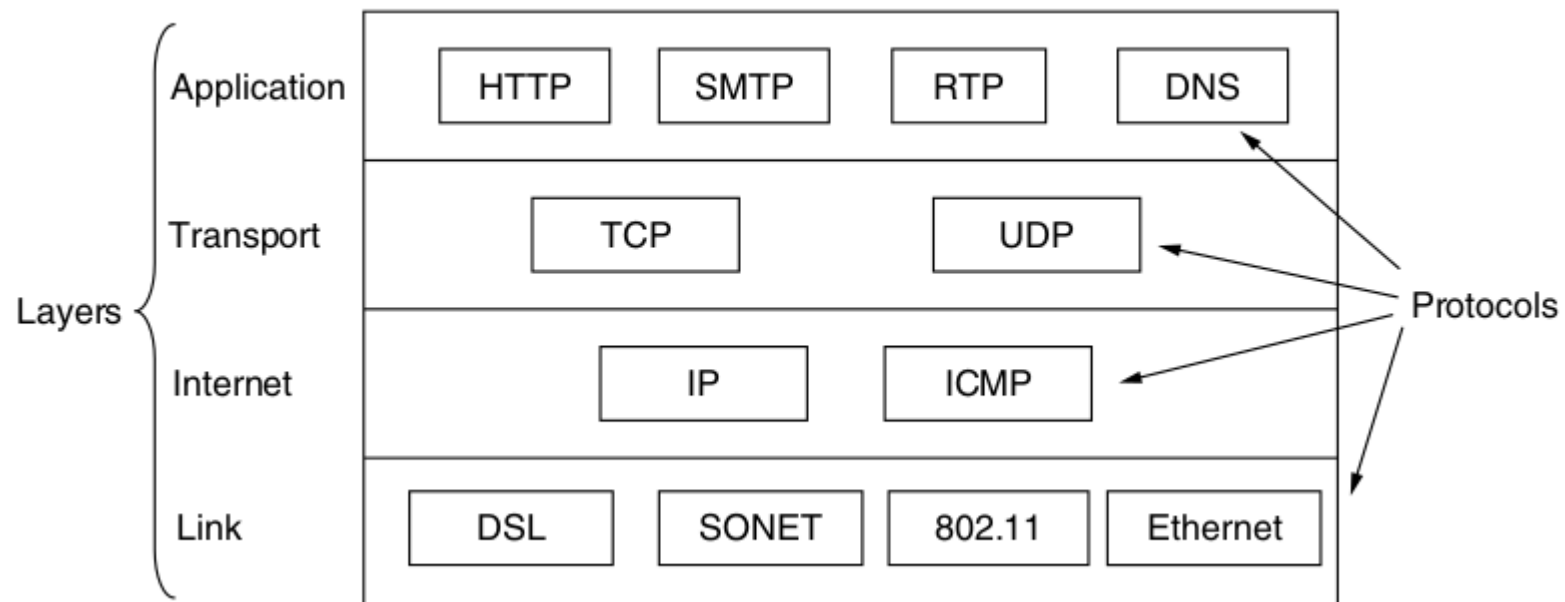 Application HTTP SMTP RTP DNS
Transport TCP UDP
Layers Protocols
Internet IP ICMP
Link DSL SONET 802.11 Ethernet